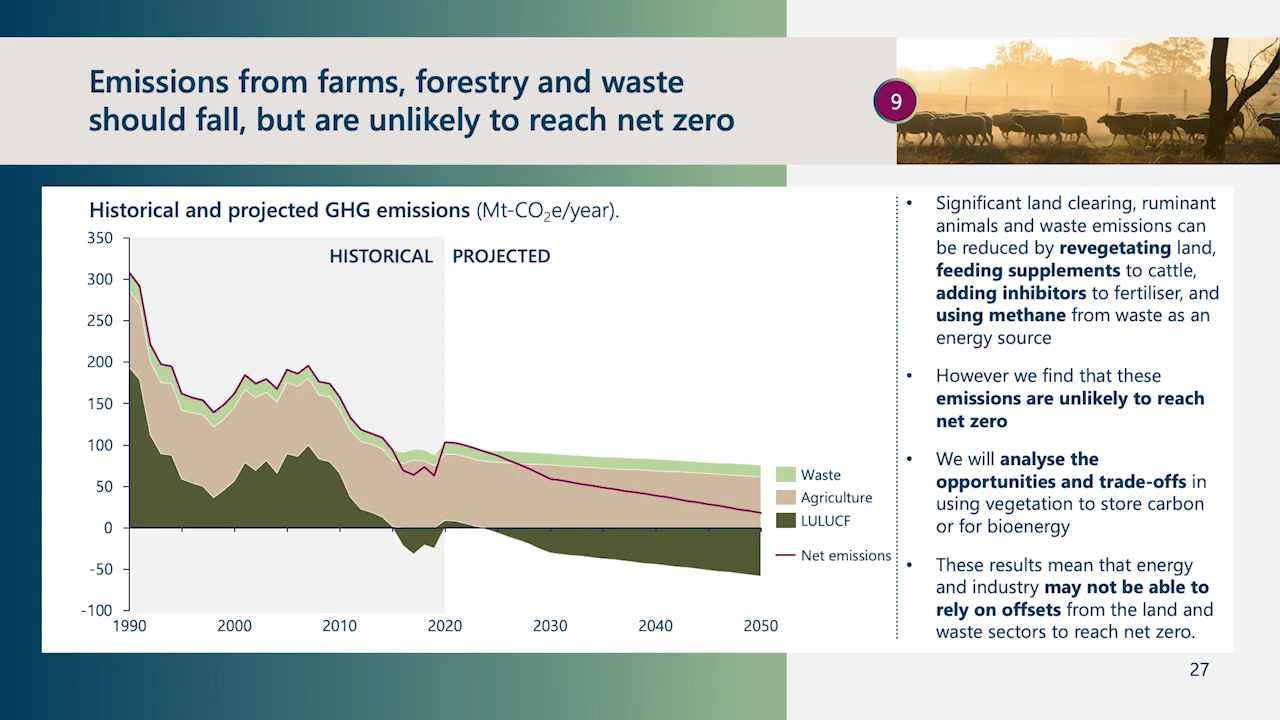 Emissions from farms, forestry and waste
should fall, but are unlikely to reach net zero
9
Historical and projected GHG emissions (Mt-CO₂e/year).
350
300
250
200
150
100
50
0
-50
-100
HISTORICAL
PROJECTED
1990
2000
2010
2020
2030
2040
2050
Waste
Agriculture
LULUCF
Net emissions
• Significant land clearing, ruminant
animals and waste emissions can
be reduced by revegetating land,
feeding supplements to cattle,
adding inhibitors to fertiliser, and
using methane from waste as an
energy source
• However we find that these
emissions are unlikely to reach
net zero
• We will analyse the
opportunities and trade-offs in
using vegetation to store carbon
or for bioenergy
• These results mean that energy
and industry may not be able to
rely on offsets from the land and
waste sectors to reach net zero.
27